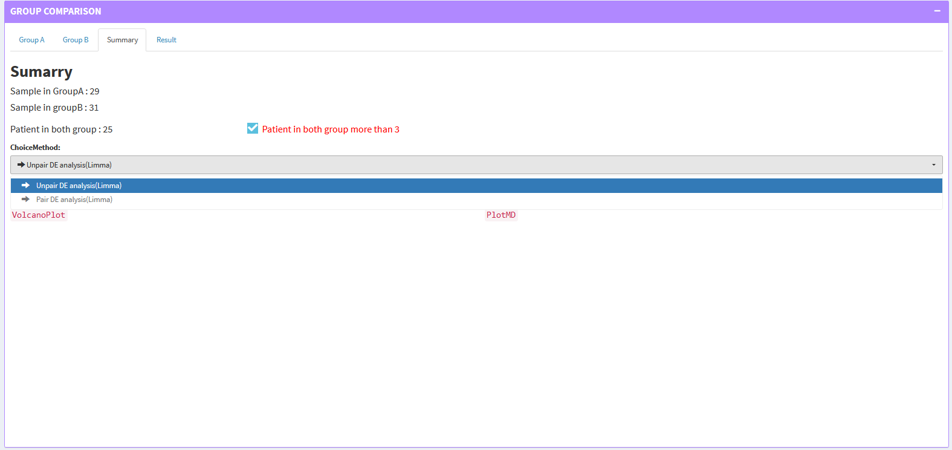 GROUP COMPARISON
Group A Group B Summary Result
Sumarry
Sample in GroupA : 29
Sample in groupB : 31
Patient in both group : 25 Patient in both group more than 3
ChoiceMethod:
Unpair DE analysis(Limma)
Unpair DE analysis(Limma)
Pair DE analysis(Limma)
VolcanoPlot PlotMD